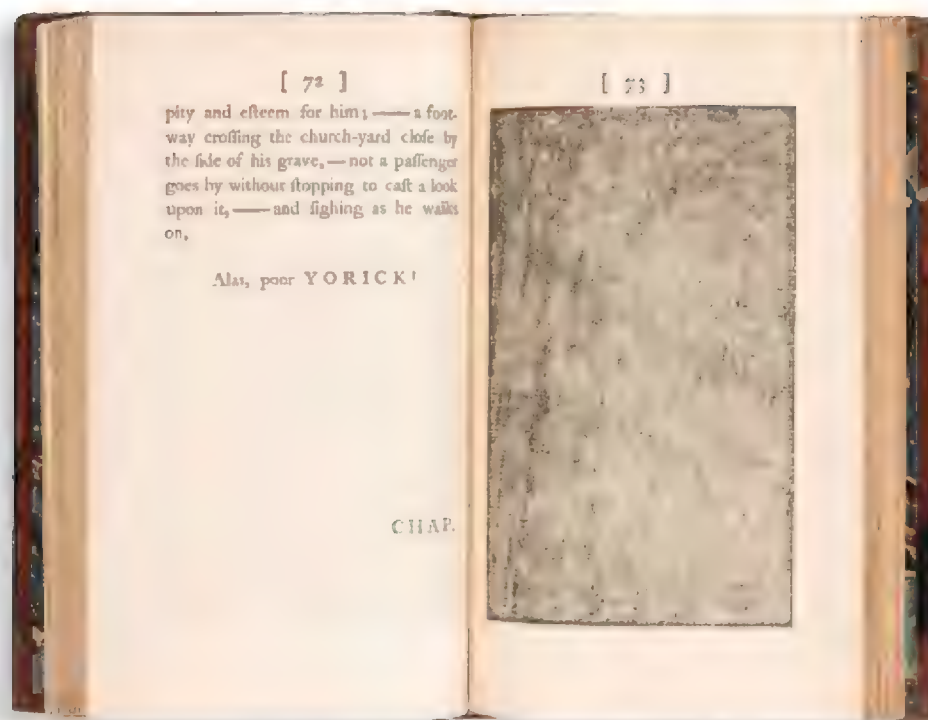 [ 72 ]
pity and eſteem for him; —— a foot-
way croſſing the church-yard cloſe by
the ſide of his grave, — not a paſſenger
goes by without ſtopping to caſt a look
upon it, —— and ſighing as he walks
on,
Alas, poor YORICK!
CHAP.
[ 73 ]